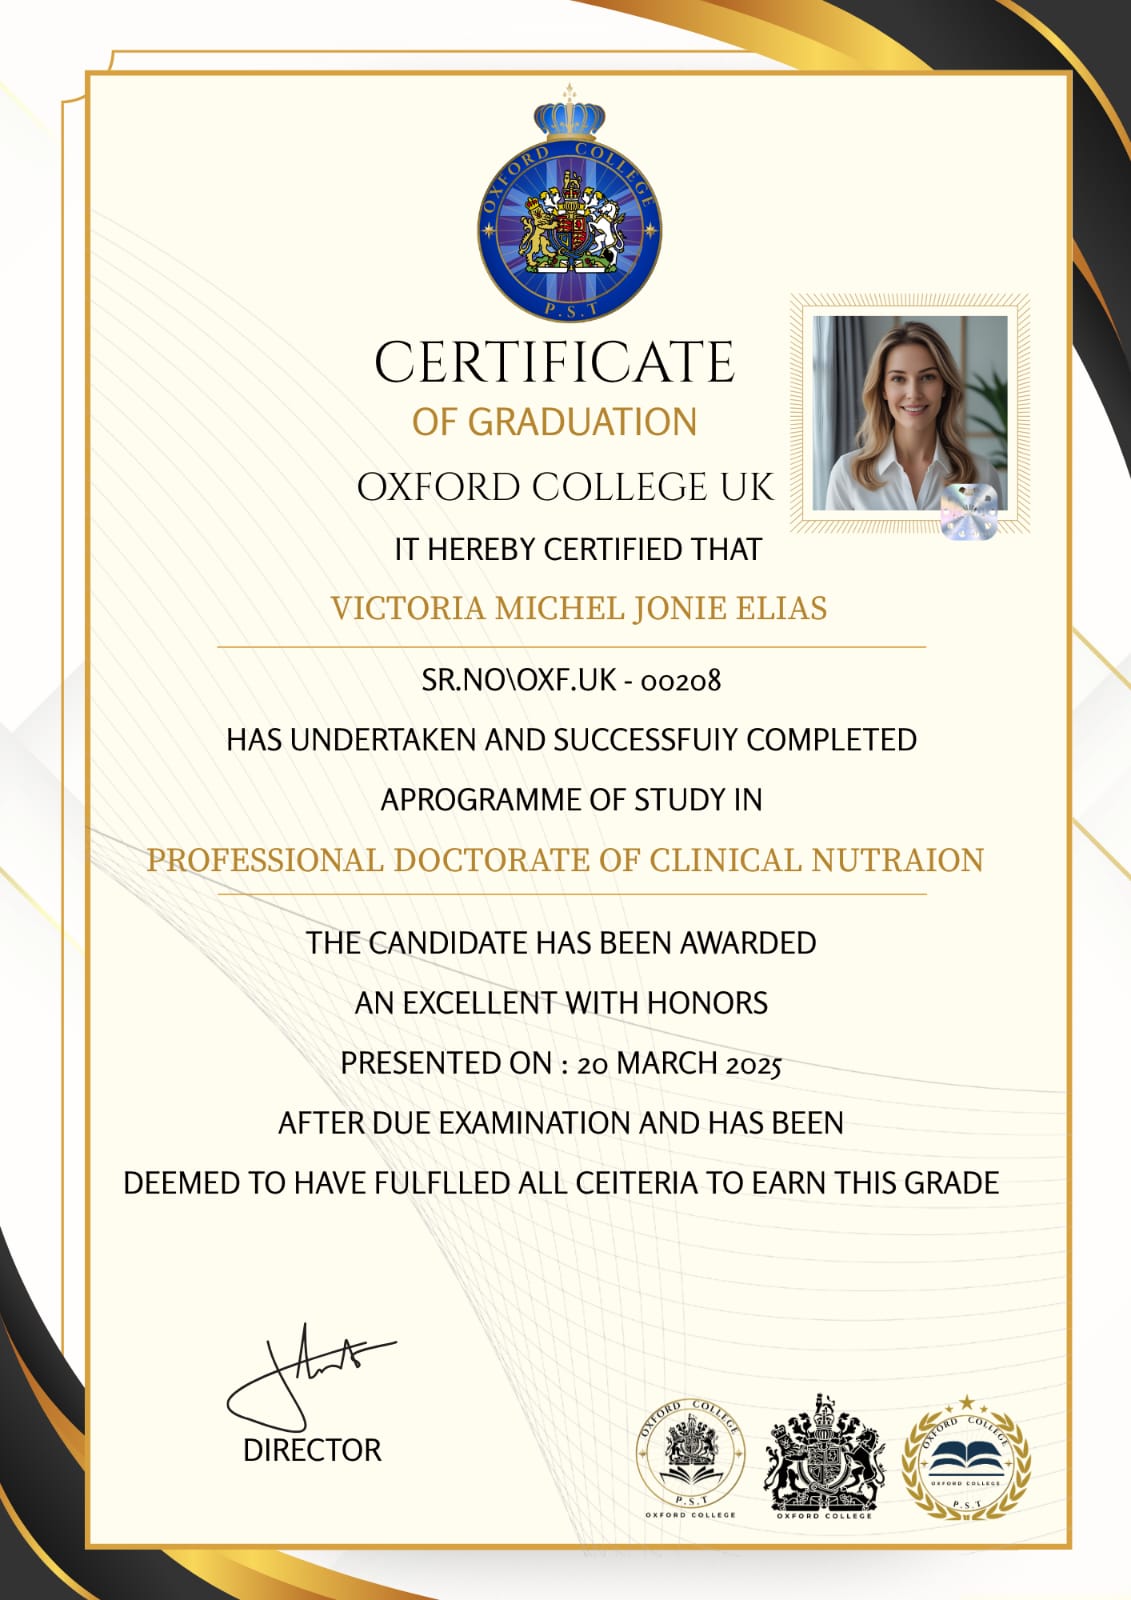 OXFORD COLLEGE
P.S.T
CERTIFICATE
OF GRADUATION
OXFORD COLLEGE UK
IT HEREBY CERTIFIED THAT
VICTORIA MICHEL JONIE ELIAS
SR.NO\OXF.UK - 00208
HAS UNDERTAKEN AND SUCCESSFUIY COMPLETED
APROGRAMME OF STUDY IN
PROFESSIONAL DOCTORATE OF CLINICAL NUTRAION
THE CANDIDATE HAS BEEN AWARDED
AN EXCELLENT WITH HONORS
PRESENTED ON : 20 MARCH 2025
AFTER DUE EXAMINATION AND HAS BEEN
DEEMED TO HAVE FULFLLED ALL CEITERIA TO EARN THIS GRADE
DIRECTOR
OXFORD COLLEGE
P.S.T
OXFORD COLLEGE
OXFORD COLLEGE
OXFORD COLLEGE
OXFORD COLLEGE
P.S.T